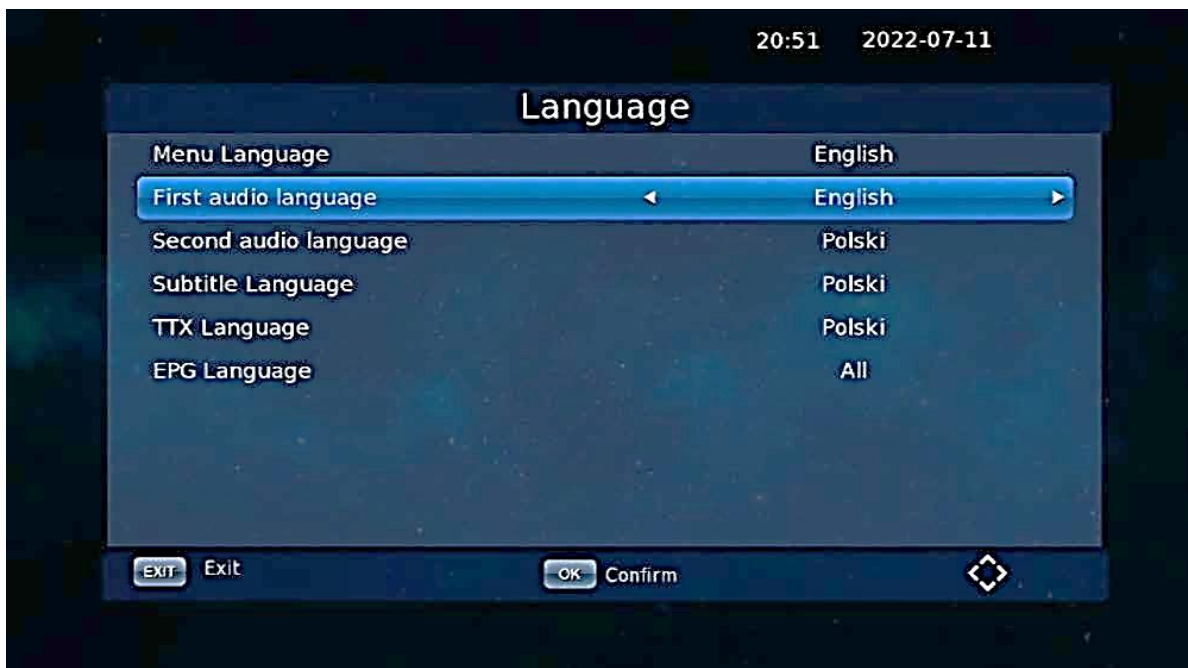 20:51 2022-07-11
Language
Menu Language English
First audio language English
Second audio language Polski
Subtitle Language Polski
TTX Language Polski
EPG Language All
EXIT Exit OK Confirm